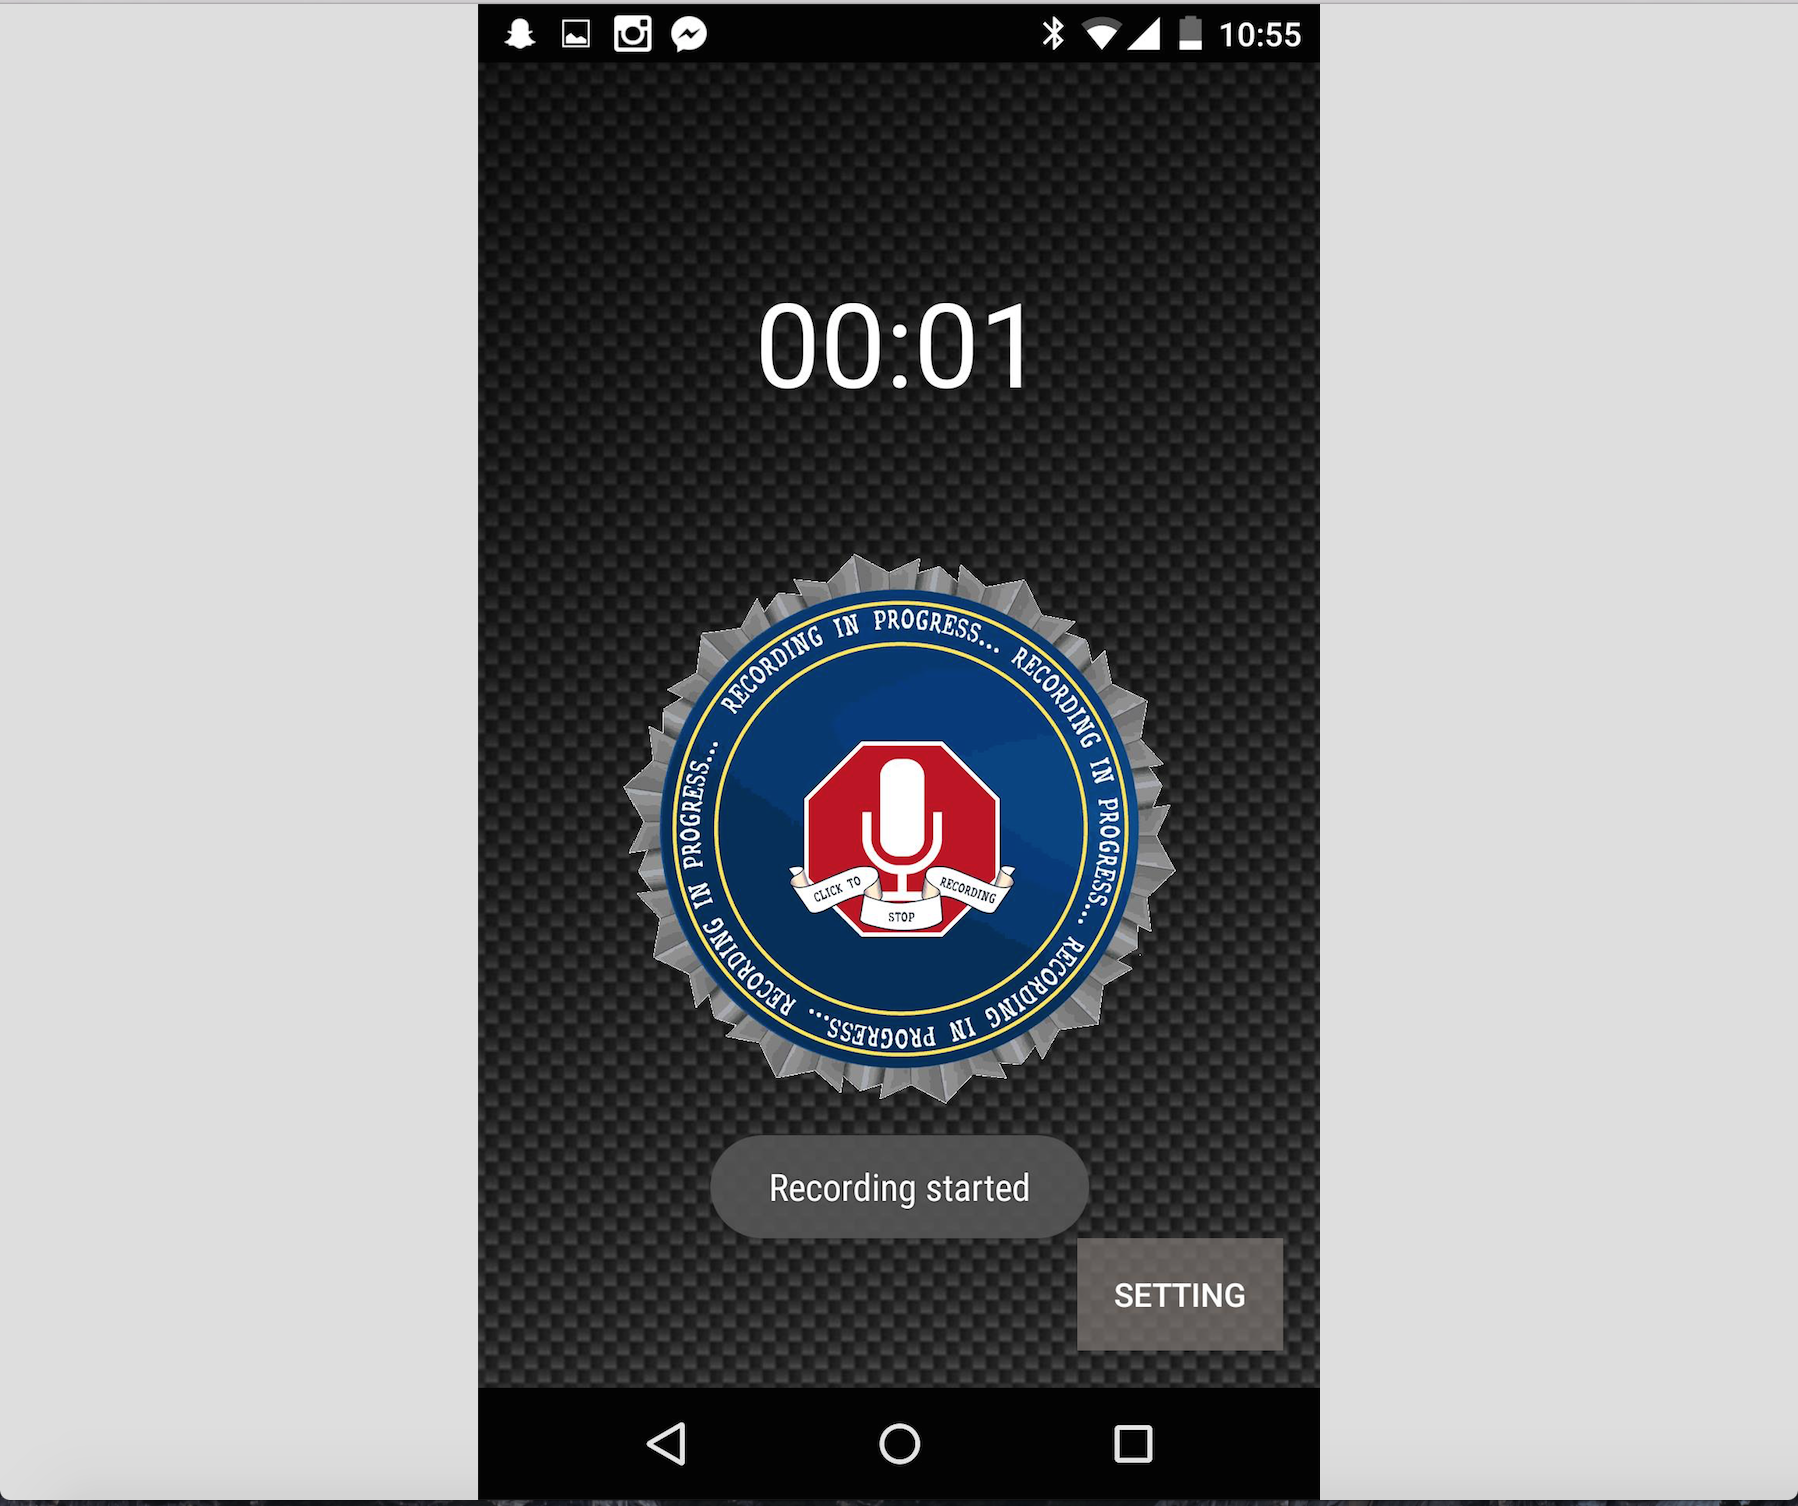 10:55
00:01
RECORDING IN PROGRESS... RECORDING IN PROGRESS... RECORDING IN PROGRESS... RECORDING IN PROGRESS...
CLICK TO
STOP
RECORDING
Recording started
SETTING